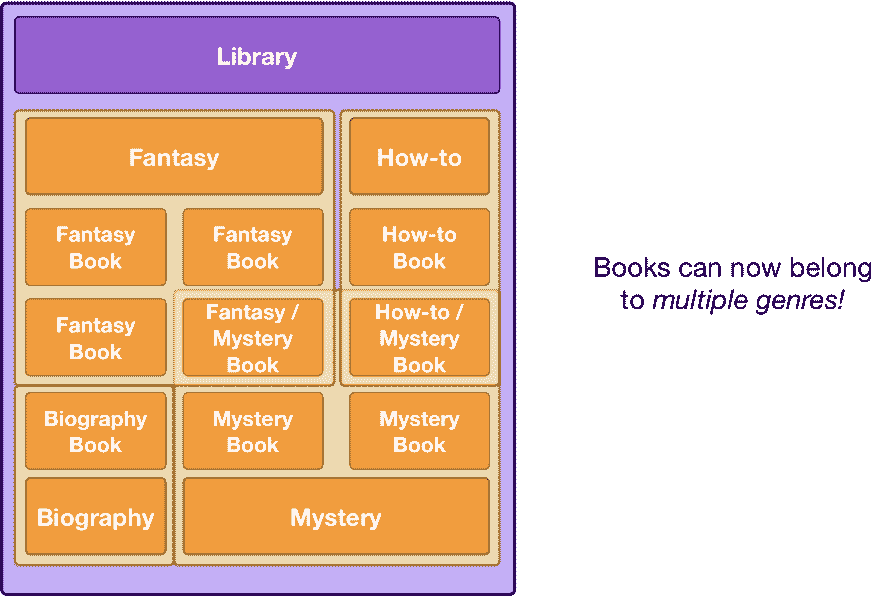 Library
Fantasy
How-to
Fantasy
Book
Fantasy
Book
How-to
Book
Fantasy
Book
Fantasy /
Mystery
Book
How-to /
Mystery
Book
Biography
Book
Mystery
Book
Mystery
Book
Biography
Mystery
Books can now belong
to multiple genres!